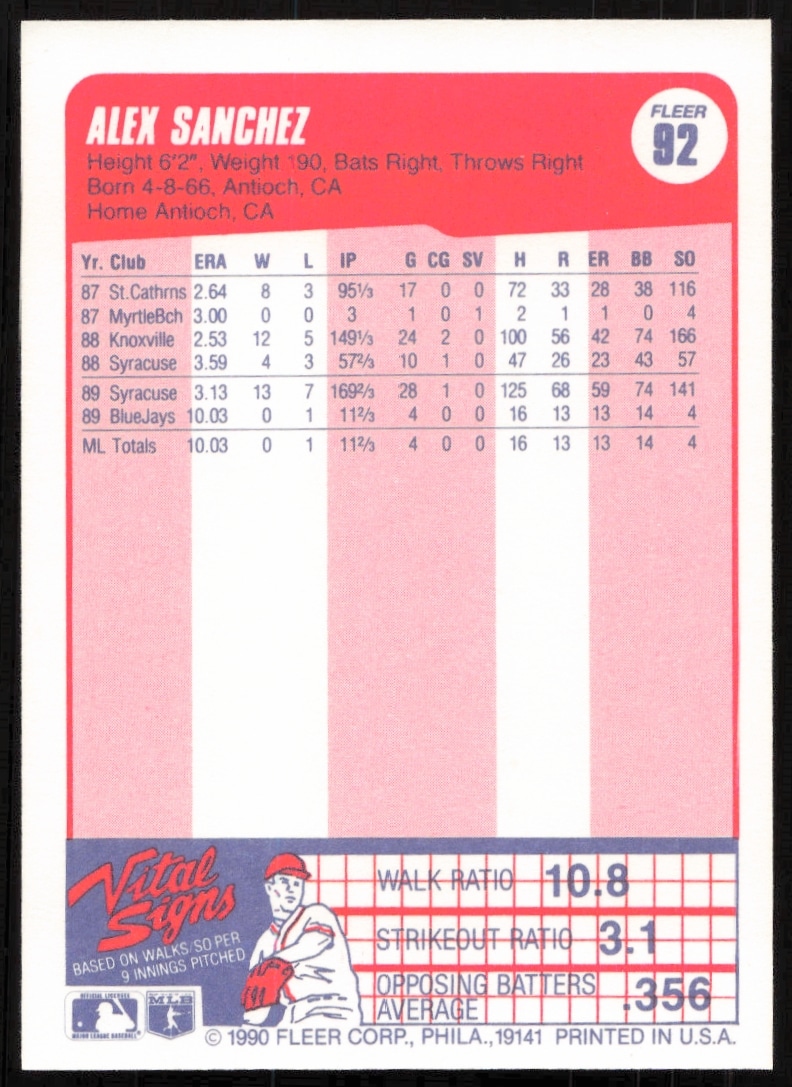 ALEX SANCHEZ
FLEER
92
Height 6'2", Weight 190, Bats Right, Throws Right
Born 4-8-66, Antioch, CA
Home Antioch, CA
Yr. Club ERA W L IP G CG SV H R ER BB SO
87 St.Cathrns 2.64 8 3 95⅓ 17 0 0 72 33 28 38 116
87 MyrtleBch 3.00 0 0 3 1 0 1 2 1 1 0 4
88 Knoxville 2.53 12 5 149⅓ 24 2 0 100 56 42 74 166
88 Syracuse 3.59 4 3 57⅔ 10 1 0 47 26 23 43 57
89 Syracuse 3.13 13 7 169⅔ 28 1 0 125 68 59 74 141
89 BlueJays 10.03 0 1 11⅔ 4 0 0 16 13 13 14 4
ML Totals 10.03 0 1 11⅔ 4 0 0 16 13 13 14 4
Vital
Signs
BASED ON WALKS/SO PER
9 INNINGS PITCHED
WALK RATIO 10.8
STRIKEOUT RATIO 3.1
OPPOSING BATTERS
AVERAGE .356
OFFICIAL LICENSEE
MAJOR LEAGUE BASEBALL
MLB
© 1990 FLEER CORP., PHILA., 19141 PRINTED IN U.S.A.